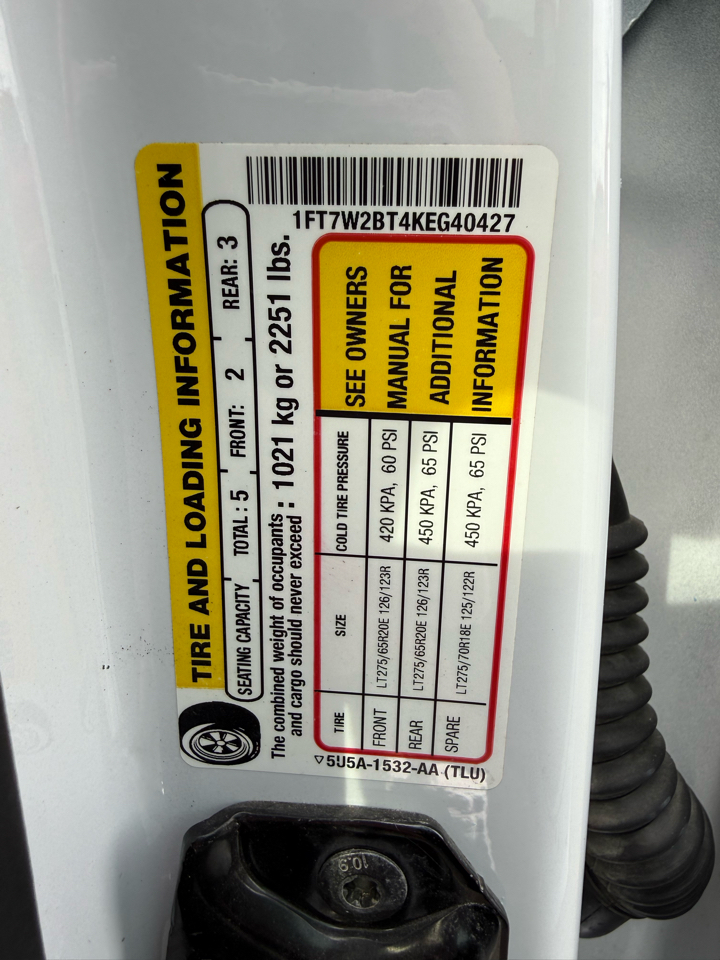 TIRE AND LOADING INFORMATION
SEATING CAPACITY TOTAL : 5 FRONT: 2 REAR: 3
The combined weight of occupants
and cargo should never exceed : 1021 kg or 2251 lbs.
TIRE SIZE COLD TIRE PRESSURE
FRONT LT275/65R20E 126/123R 420 KPA, 60 PSI
REAR LT275/65R20E 126/123R 450 KPA, 65 PSI
SPARE LT275/70R18E 125/122R 450 KPA, 65 PSI
SEE OWNERS
MANUAL FOR
ADDITIONAL
INFORMATION
1FT7W2BT4KEG40427
▽5U5A-1532-AA (TLU)
10.9